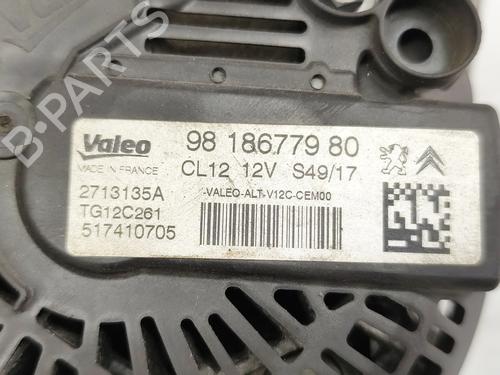 Valeo
MADE IN FRANCE
98 186779 80
CL12 12V S49/17
2713135A
TG12C261
517410705
-VALEO-ALT-V12C-CEM00
B-PARTS